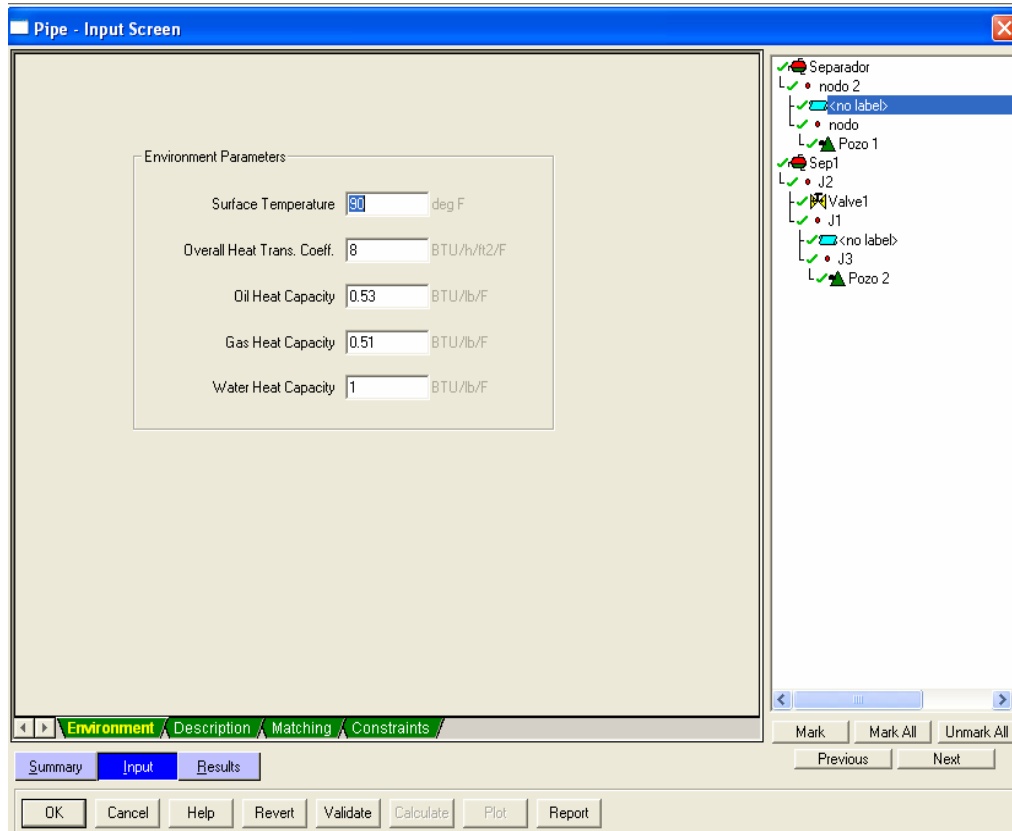 Pipe - Input Screen
Environment Parameters
Surface Temperature 90 deg F
Overall Heat Trans. Coeff. 8 BTU/h/ft2/F
Oil Heat Capacity 0.53 BTU/lb/F
Gas Heat Capacity 0.51 BTU/lb/F
Water Heat Capacity 1 BTU/lb/F
Separador
nodo 2
<no label>
nodo
Pozo 1
Sep1
J2
Valve1
J1
<no label>
J3
Pozo 2
Environment Description Matching Constraints
Mark Mark All Unmark All
Previous Next
Summary Input Results
OK Cancel Help Revert Validate Calculate Plot Report